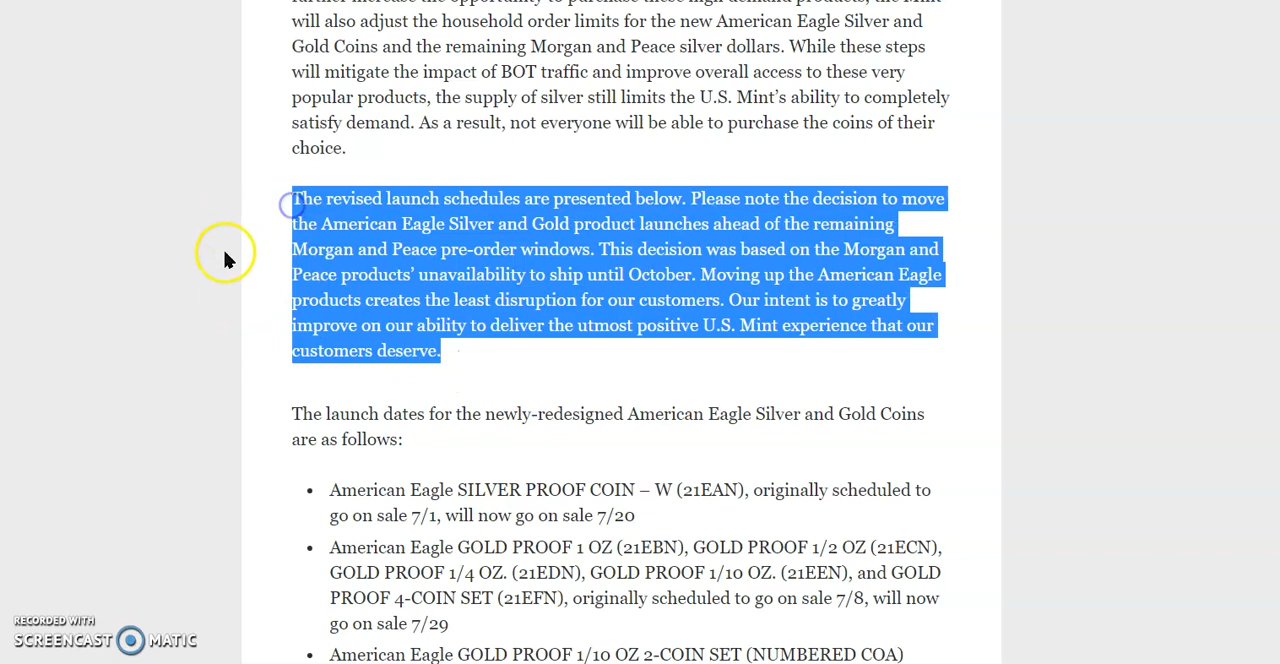 further increase the opportunity to purchase these high demand products, the Mint
will also adjust the household order limits for the new American Eagle Silver and
Gold Coins and the remaining Morgan and Peace silver dollars. While these steps
will mitigate the impact of BOT traffic and improve overall access to these very
popular products, the supply of silver still limits the U.S. Mint’s ability to completely
satisfy demand. As a result, not everyone will be able to purchase the coins of their
choice.
The revised launch schedules are presented below. Please note the decision to move
the American Eagle Silver and Gold product launches ahead of the remaining
Morgan and Peace pre-order windows. This decision was based on the Morgan and
Peace products’ unavailability to ship until October. Moving up the American Eagle
products creates the least disruption for our customers. Our intent is to greatly
improve on our ability to deliver the utmost positive U.S. Mint experience that our
customers deserve.
The launch dates for the newly-redesigned American Eagle Silver and Gold Coins
are as follows:
• American Eagle SILVER PROOF COIN – W (21EAN), originally scheduled to
go on sale 7/1, will now go on sale 7/20
• American Eagle GOLD PROOF 1 OZ (21EBN), GOLD PROOF 1/2 OZ (21ECN),
GOLD PROOF 1/4 OZ. (21EDN), GOLD PROOF 1/10 OZ. (21EEN), and GOLD
PROOF 4-COIN SET (21EFN), originally scheduled to go on sale 7/8, will now
go on sale 7/29
• American Eagle GOLD PROOF 1/10 OZ 2-COIN SET (NUMBERED COA)
RECORDED WITH
SCREENCAST MATIC